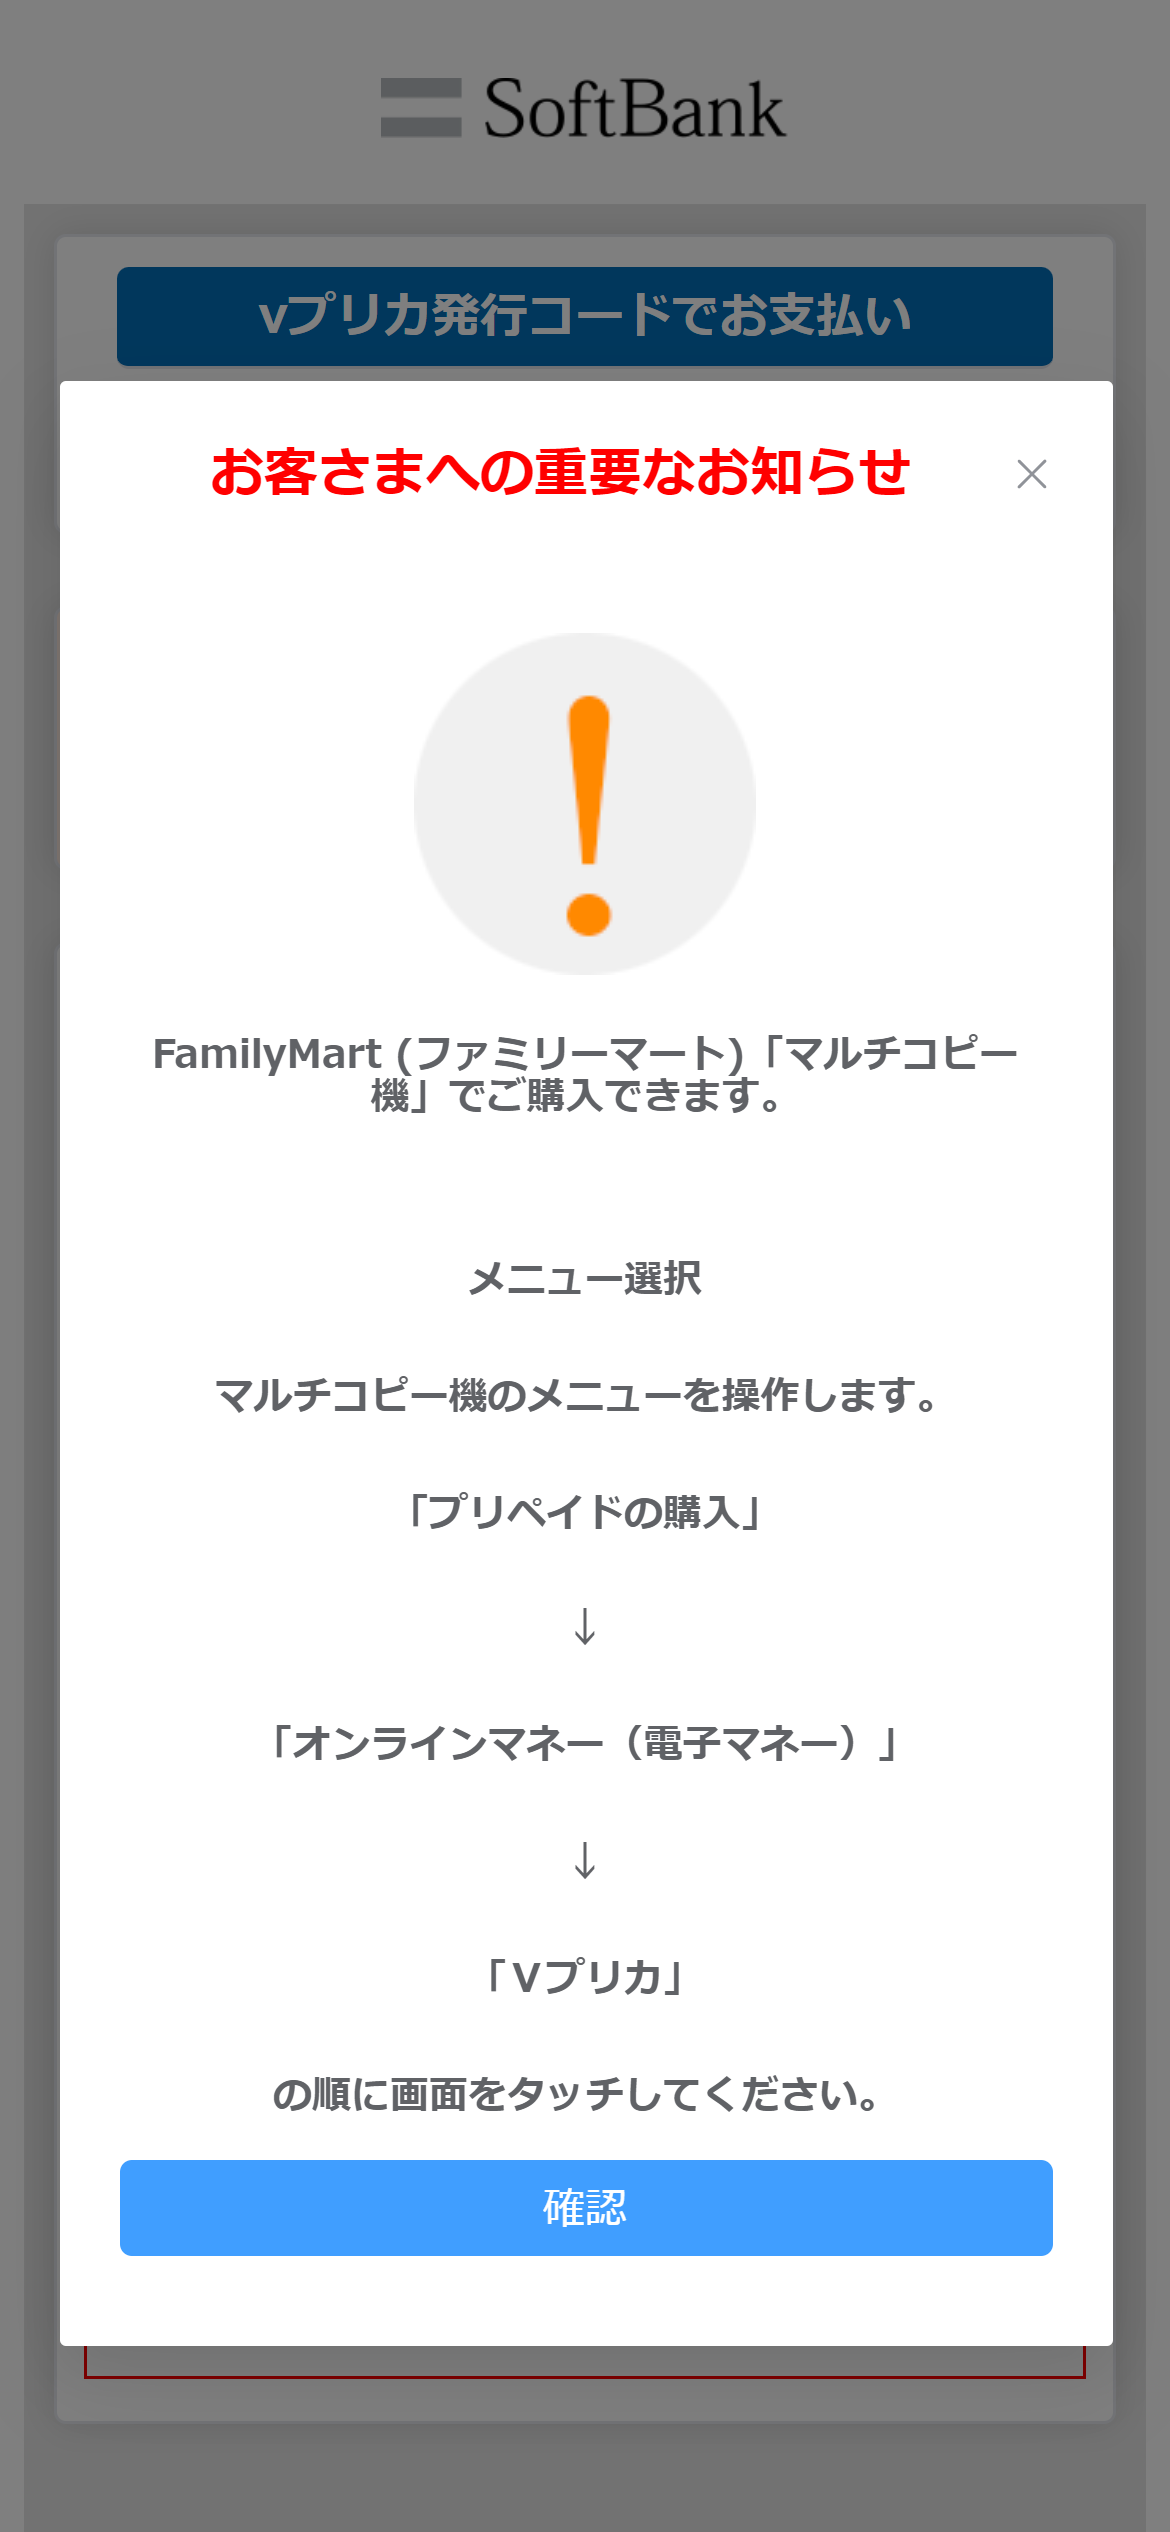 SoftBank
vプリカ発行コードでお支払い
お客さまへの重要なお知らせ
FamilyMart (ファミリーマート)「マルチコピー
機」でご購入できます。
メニュー選択
マルチコピー機のメニューを操作します。
「プリペイドの購入」
↓
「オンラインマネー（電子マネー）」
↓
「Ｖプリカ」
の順に画面をタッチしてください。
確認